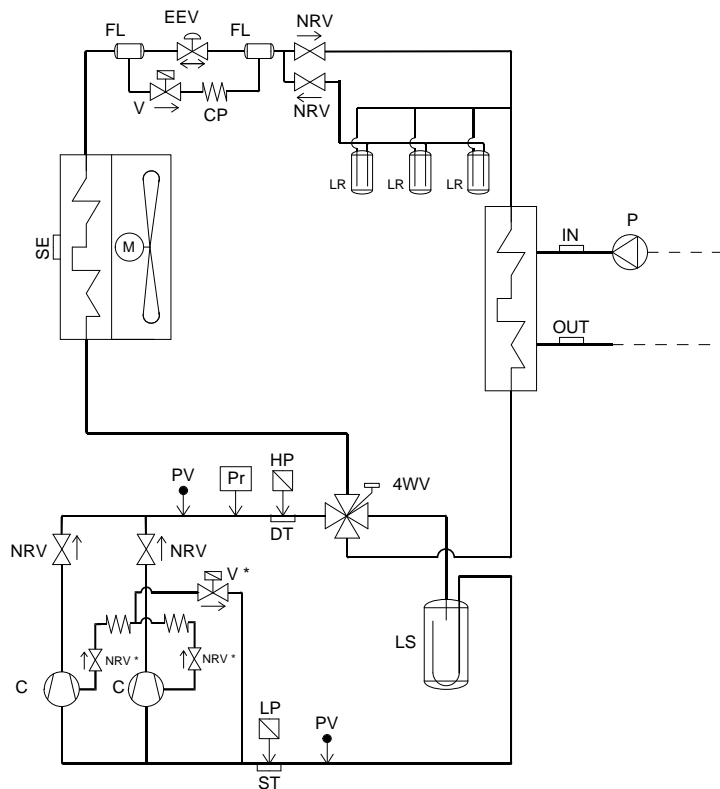 EEV
NRV
FL
FL
V
CP
NRV
LR
LR
LR
SE
M
IN
P
OUT
HP
PV
Pr
4WV
DT
NRV
NRV
V *
NRV *
NRV *
LS
C
C
LP
PV
ST